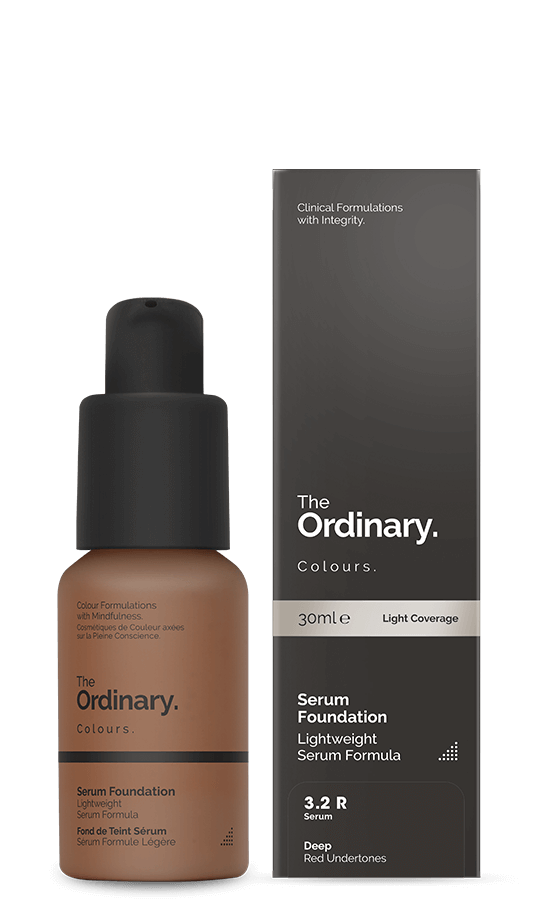 Clinical Formulations
with Integrity.
The
Ordinary.
Colours.
30ml e
Light Coverage
Serum
Foundation
Lightweight
Serum Formula
3.2 R
Serum
Deep
Red Undertones
Colour Formulations
with Mindfulness.
Cosmétiques de Couleur axées
sur la Pleine Conscience.
The
Ordinary.
Colours.
Serum Foundation
Lightweight
Serum Formula
Fond de Teint Sérum
Sérum Formule Légère